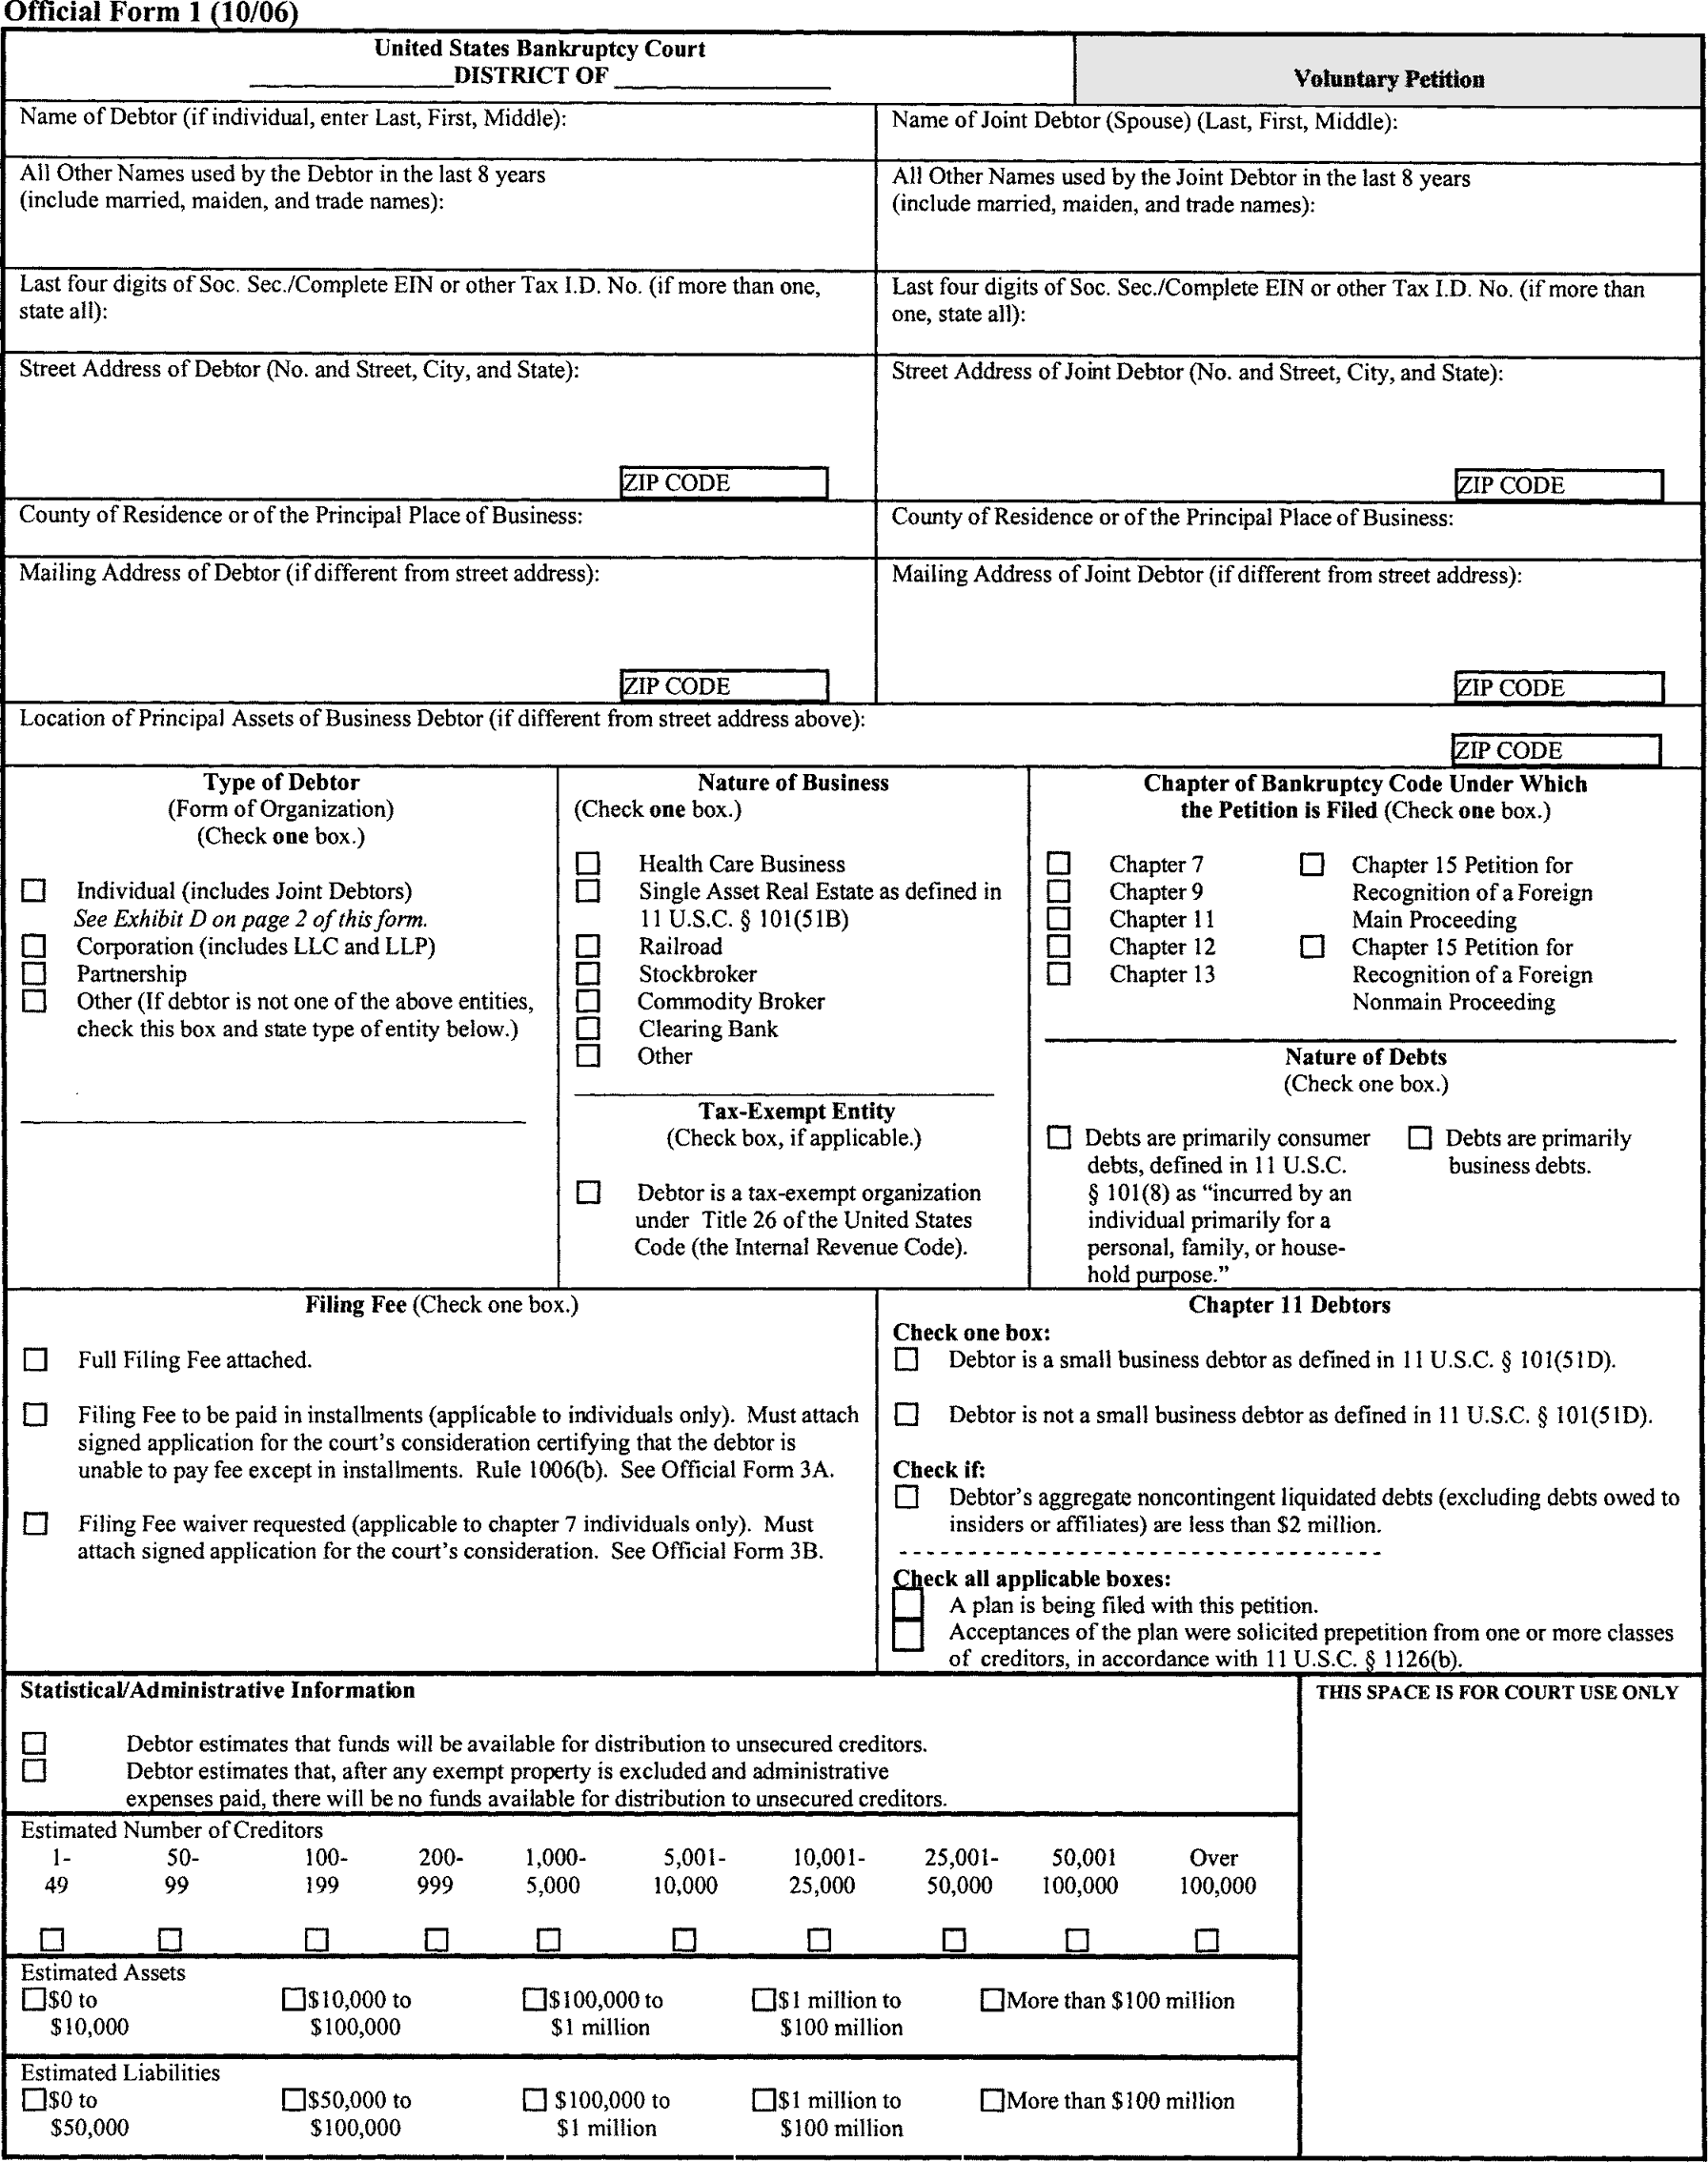 Official Form 1 (10/06)
United States Bankruptcy Court
DISTRICT OF
Voluntary Petition
Name of Debtor (if individual, enter Last, First, Middle):
Name of Joint Debtor (Spouse) (Last, First, Middle):
All Other Names used by the Debtor in the last 8 years
(include married, maiden, and trade names):
All Other Names used by the Joint Debtor in the last 8 years
(include married, maiden, and trade names):
Last four digits of Soc. Sec./Complete EIN or other Tax I.D. No. (if more than one,
state all):
Last four digits of Soc. Sec./Complete EIN or other Tax I.D. No. (if more than
one, state all):
Street Address of Debtor (No. and Street, City, and State):
ZIP CODE
Street Address of Joint Debtor (No. and Street, City, and State):
ZIP CODE
County of Residence or of the Principal Place of Business:
County of Residence or of the Principal Place of Business:
Mailing Address of Debtor (if different from street address):
ZIP CODE
Mailing Address of Joint Debtor (if different from street address):
ZIP CODE
Location of Principal Assets of Business Debtor (if different from street address above):
ZIP CODE
Type of Debtor
(Form of Organization)
(Check one box.)
Individual (includes Joint Debtors)
See Exhibit D on page 2 of this form.
Corporation (includes LLC and LLP)
Partnership
Other (If debtor is not one of the above entities,
check this box and state type of entity below.)
Nature of Business
(Check one box.)
Health Care Business
Single Asset Real Estate as defined in
11 U.S.C. § 101(51B)
Railroad
Stockbroker
Commodity Broker
Clearing Bank
Other
Tax-Exempt Entity
(Check box, if applicable.)
Debtor is a tax-exempt organization
under Title 26 of the United States
Code (the Internal Revenue Code).
Chapter of Bankruptcy Code Under Which
the Petition is Filed (Check one box.)
Chapter 7
Chapter 9
Chapter 11
Chapter 12
Chapter 13
Chapter 15 Petition for
Recognition of a Foreign
Main Proceeding
Chapter 15 Petition for
Recognition of a Foreign
Nonmain Proceeding
Nature of Debts
(Check one box.)
Debts are primarily consumer
debts, defined in 11 U.S.C.
§ 101(8) as “incurred by an
individual primarily for a
personal, family, or house-
hold purpose.”
Debts are primarily
business debts.
Filing Fee (Check one box.)
Full Filing Fee attached.
Filing Fee to be paid in installments (applicable to individuals only). Must attach
signed application for the court’s consideration certifying that the debtor is
unable to pay fee except in installments. Rule 1006(b). See Official Form 3A.
Filing Fee waiver requested (applicable to chapter 7 individuals only). Must
attach signed application for the court’s consideration. See Official Form 3B.
Chapter 11 Debtors
Check one box:
Debtor is a small business debtor as defined in 11 U.S.C. § 101(51D).
Debtor is not a small business debtor as defined in 11 U.S.C. § 101(51D).
Check if:
Debtor’s aggregate noncontingent liquidated debts (excluding debts owed to
insiders or affiliates) are less than $2 million.
Check all applicable boxes:
A plan is being filed with this petition.
Acceptances of the plan were solicited prepetition from one or more classes
of creditors, in accordance with 11 U.S.C. § 1126(b).
Statistical/Administrative Information
THIS SPACE IS FOR COURT USE ONLY
Debtor estimates that funds will be available for distribution to unsecured creditors.
Debtor estimates that, after any exempt property is excluded and administrative
expenses paid, there will be no funds available for distribution to unsecured creditors.
Estimated Number of Creditors
1- 50- 100- 200- 1,000- 5,001- 10,001- 25,001- 50,001 Over
49 99 199 999 5,000 10,000 25,000 50,000 100,000 100,000
Estimated Assets
$0 to $10,000 to $100,000 to $1 million to More than $100 million
$10,000 $100,000 $1 million $100 million
Estimated Liabilities
$0 to $50,000 to $100,000 to $1 million to More than $100 million
$50,000 $100,000 $1 million $100 million